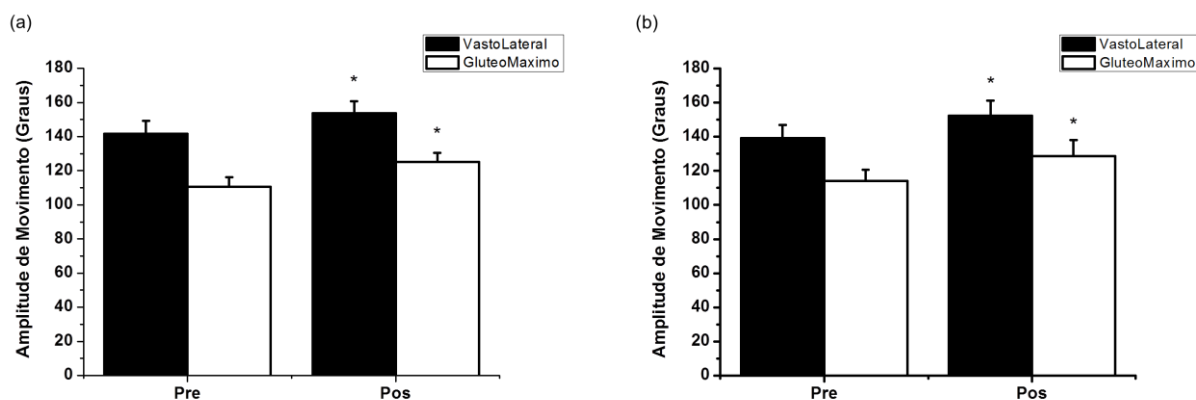 (a)
VastoLateral
GluteoMaximo
Amplitude de Movimento (Graus)
180
160
140
120
100
80
60
40
20
0
*
*
Pre
Pos
(b)
VastoLateral
GluteoMaximo
Amplitude de Movimento (Graus)
180
160
140
120
100
80
60
40
20
0
*
*
Pre
Pos